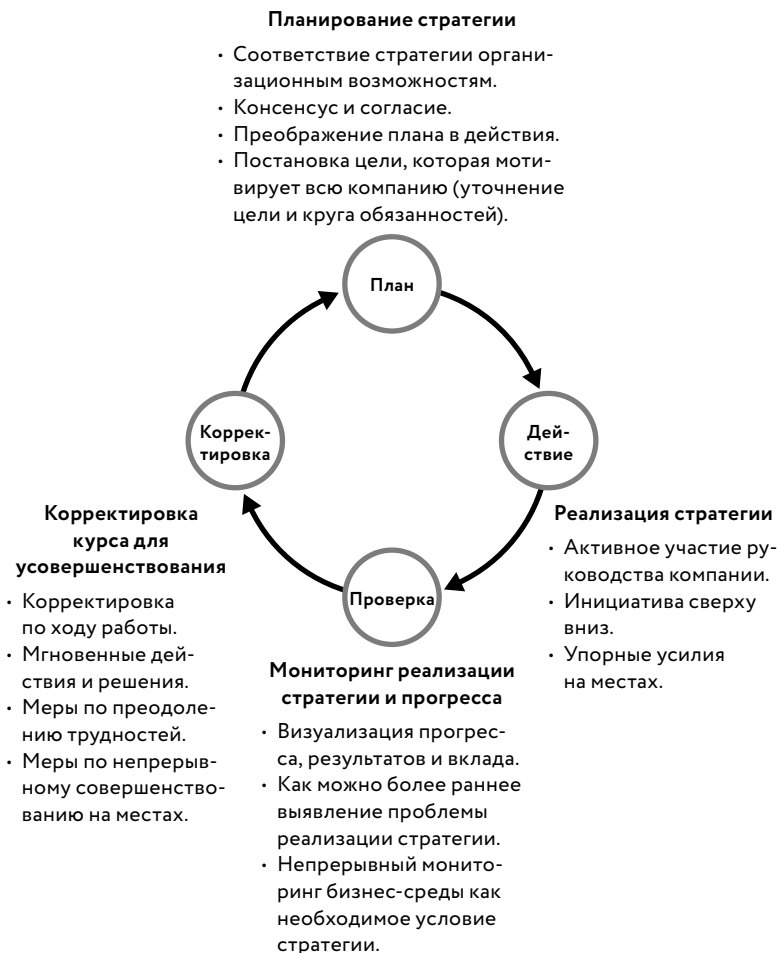 Планирование стратегии
• Соответствие стратегии органи-
зационным возможностям.
• Консенсус и согласие.
• Преображение плана в действия.
• Постановка цели, которая моти-
вирует всю компанию (уточнение
цели и круга обязанностей).
План
Дей-
ствие
Реализация стратегии
• Активное участие ру-
ководства компании.
• Инициатива сверху
вниз.
• Упорные усилия
на местах.
Проверка
Мониторинг реализации
стратегии и прогресса
• Визуализация прогрес-
са, результатов и вклада.
• Как можно более раннее
выявление проблемы
реализации стратегии.
• Непрерывный монито-
ринг бизнес-среды как
необходимое условие
стратегии.
Коррек-
тировка
Корректировка
курса для
усовершенствования
• Корректировка
по ходу работы.
• Мгновенные дей-
ствия и решения.
• Меры по преодоле-
нию трудностей.
• Меры по непрерыв-
ному совершенство-
ванию на местах.